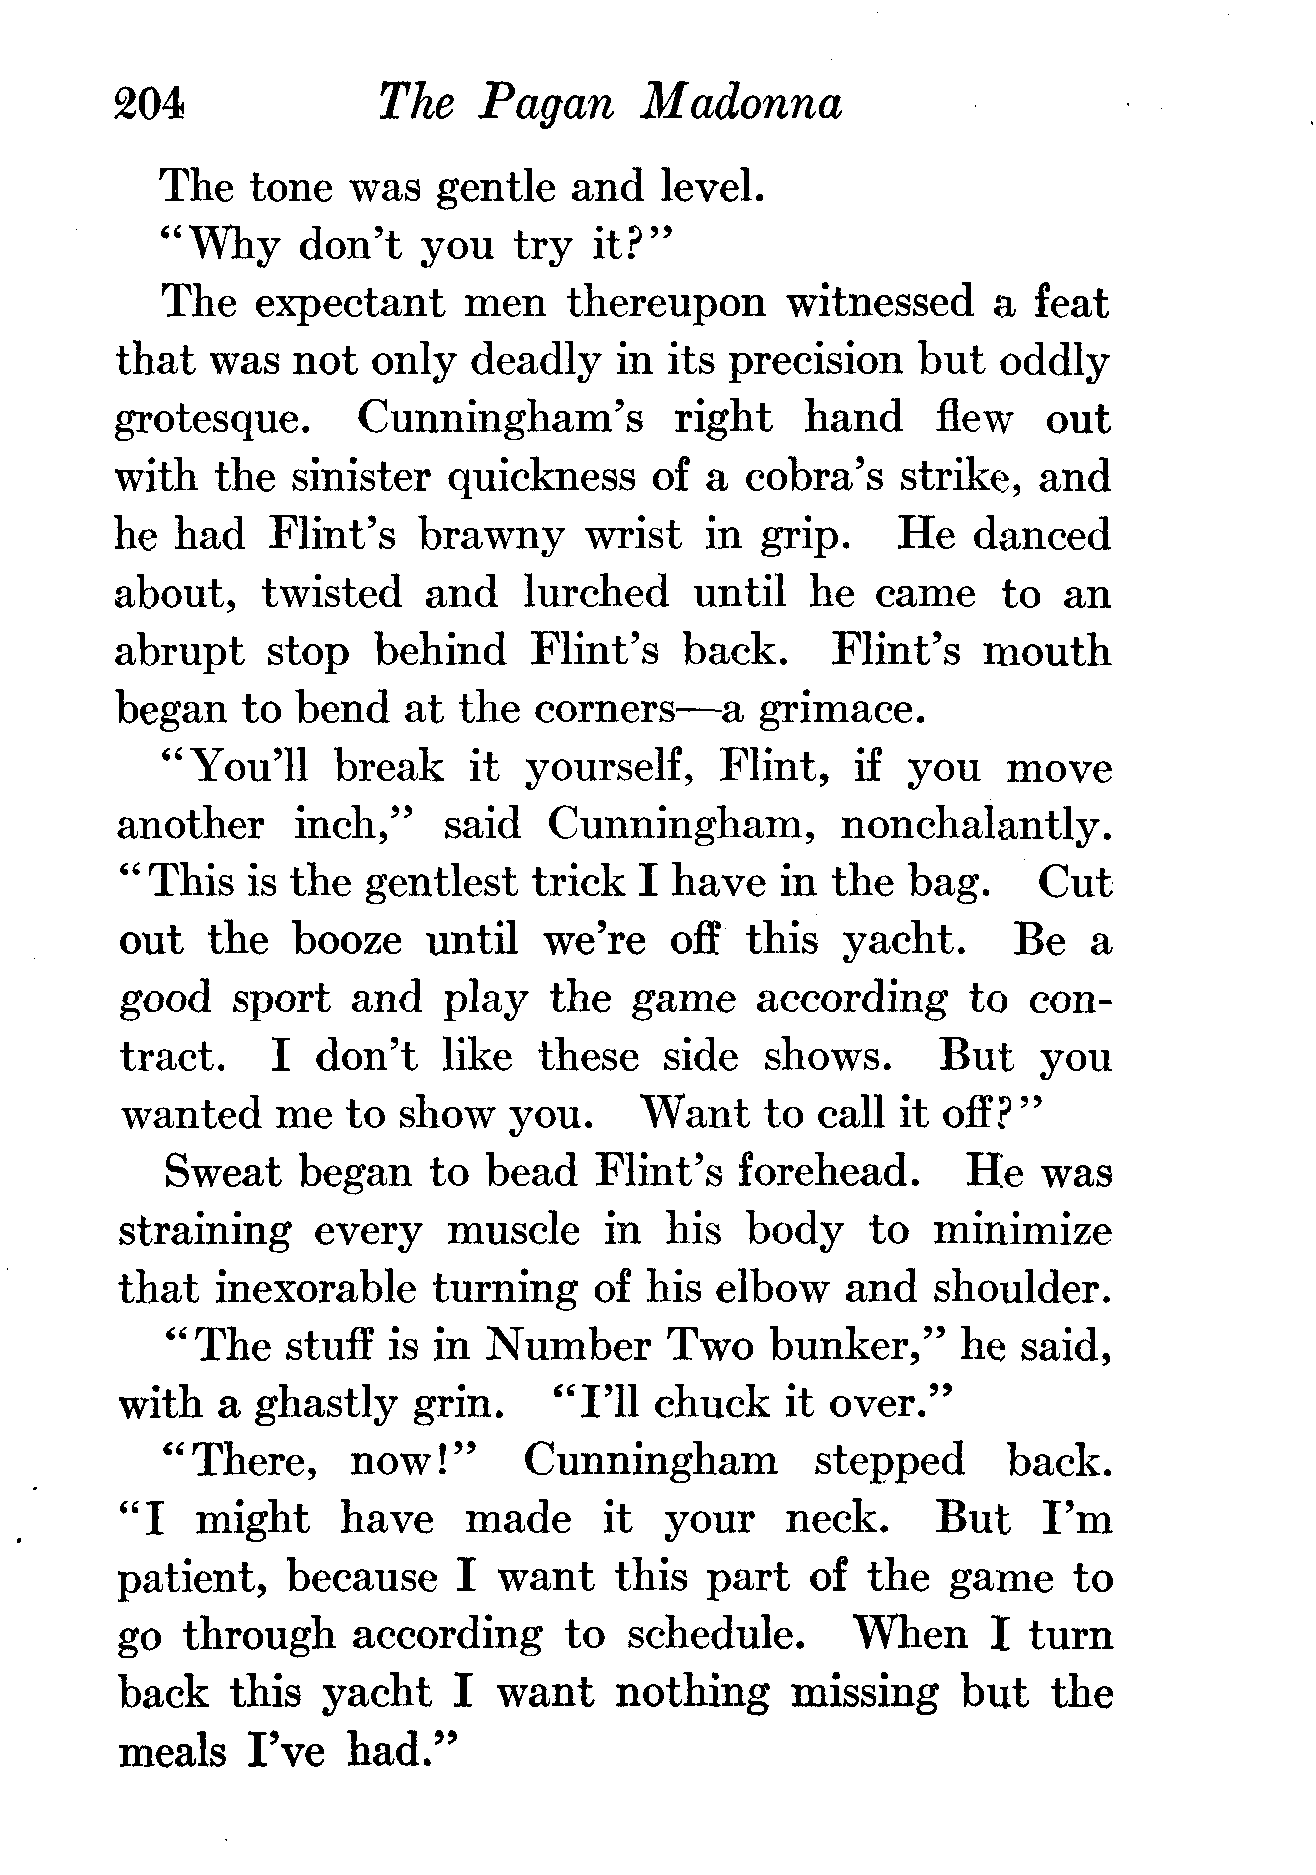 204 The Pagan Madonna
The tone was gentle and level.
“Why don’t you try it?”
The expectant men thereupon witnessed a feat
that was not only deadly in its precision but oddly
grotesque. Cunningham’s right hand flew out
with the sinister quickness of a cobra’s strike, and
he had Flint’s brawny wrist in grip. He danced
about, twisted and lurched until he came to an
abrupt stop behind Flint’s back. Flint’s mouth
began to bend at the corners—a grimace.
“You’ll break it yourself, Flint, if you move
another inch,” said Cunningham, nonchalantly.
“This is the gentlest trick I have in the bag. Cut
out the booze until we’re off this yacht. Be a
good sport and play the game according to con-
tract. I don’t like these side shows. But you
wanted me to show you. Want to call it off?”
Sweat began to bead Flint’s forehead. He was
straining every muscle in his body to minimize
that inexorable turning of his elbow and shoulder.
“The stuff is in Number Two bunker,” he said,
with a ghastly grin. “I’ll chuck it over.”
“There, now!” Cunningham stepped back.
“I might have made it your neck. But I’m
patient, because I want this part of the game to
go through according to schedule. When I turn
back this yacht I want nothing missing but the
meals I’ve had.”